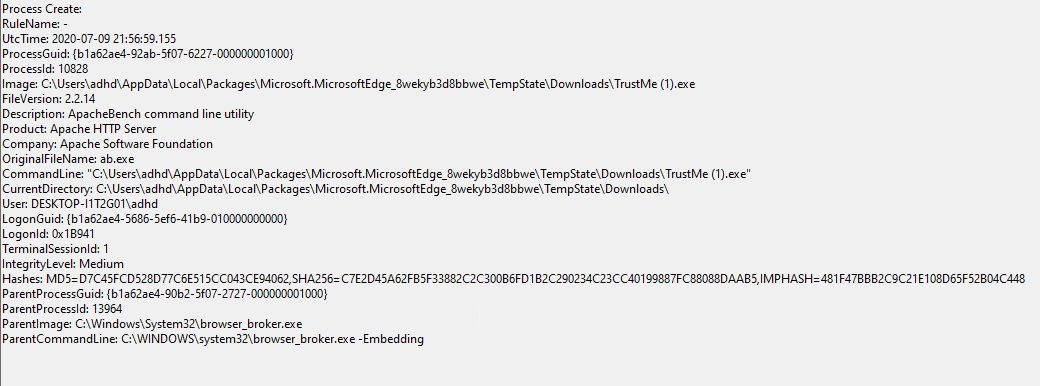 Process Create:
RuleName: -
UtcTime: 2020-07-09 21:56:59.155
ProcessGuid: {b1a62ae4-92ab-5f07-6227-000000001000}
ProcessId: 10828
Image: C:\Users\adhd\AppData\Local\Packages\Microsoft.MicrosoftEdge_8wekyb3d8bbwe\TempState\Downloads\TrustMe (1).exe
FileVersion: 2.2.14
Description: ApacheBench command line utility
Product: Apache HTTP Server
Company: Apache Software Foundation
OriginalFileName: ab.exe
CommandLine: "C:\Users\adhd\AppData\Local\Packages\Microsoft.MicrosoftEdge_8wekyb3d8bbwe\TempState\Downloads\TrustMe (1).exe"
CurrentDirectory: C:\Users\adhd\AppData\Local\Packages\Microsoft.MicrosoftEdge_8wekyb3d8bbwe\TempState\Downloads\
User: DESKTOP-I1T2G01\adhd
LogonGuid: {b1a62ae4-5686-5ef6-41b9-010000000000}
LogonId: 0x1B941
TerminalSessionId: 1
IntegrityLevel: Medium
Hashes: MD5=D7C45FCD528D77C6E515CC043CE94062,SHA256=C7E2D45A62FB5F33882C2C300B6FD1B2C290234C23CC40199887FC88088DAAB5,IMPHASH=481F47BBB2C9C21E108D65F52B04C448
ParentProcessGuid: {b1a62ae4-90b2-5f07-2727-000000001000}
ParentProcessId: 13964
ParentImage: C:\Windows\System32\browser_broker.exe
ParentCommandLine: C:\WINDOWS\system32\browser_broker.exe -Embedding